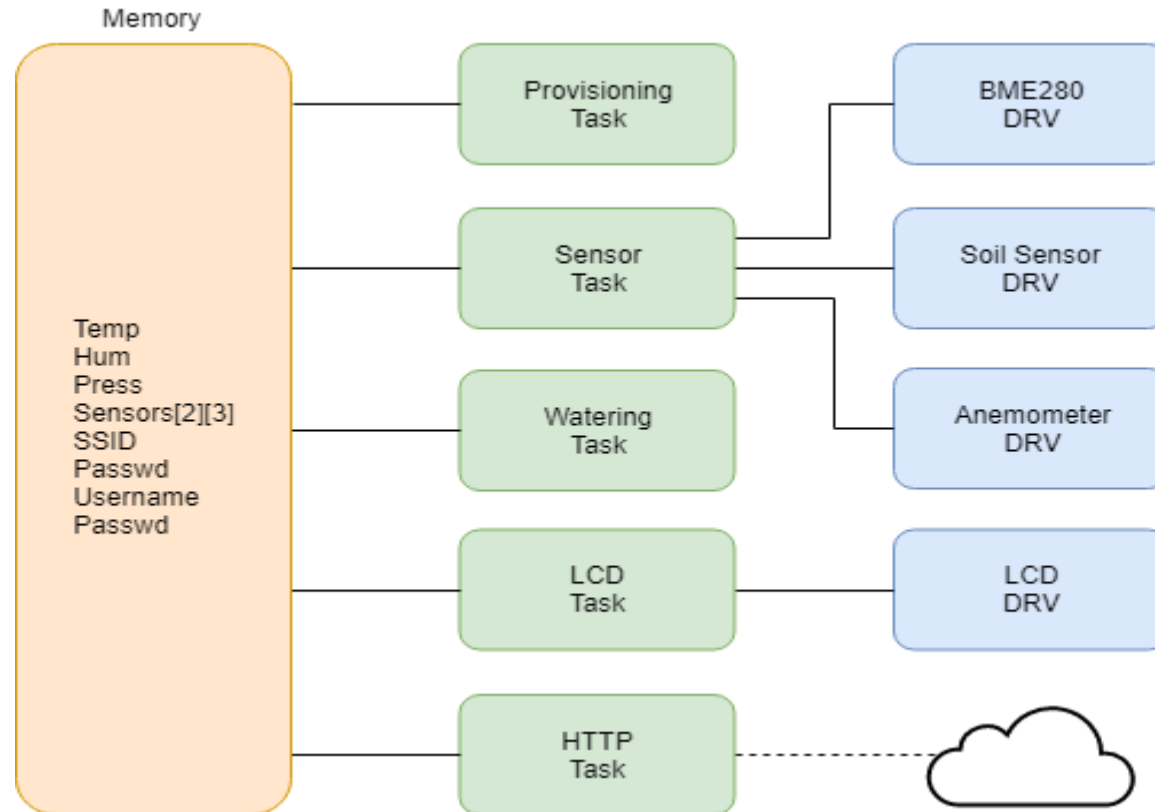 Memory
Temp
Hum
Press
Sensors[2][3]
SSID
Passwd
Username
Passwd
Provisioning
Task
Sensor
Task
Watering
Task
LCD
Task
HTTP
Task
BME280
DRV
Soil Sensor
DRV
Anemometer
DRV
LCD
DRV